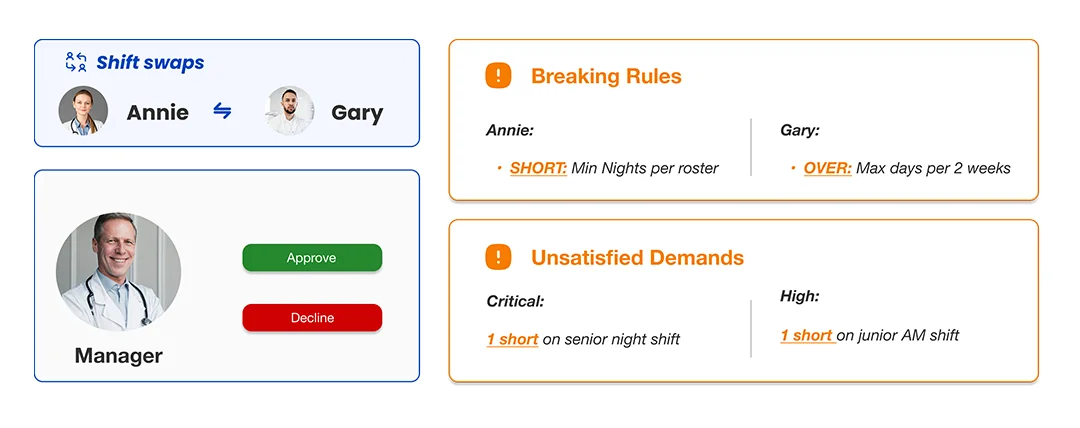 Shift swaps
Annie
Gary
Manager
Approve
Decline
Breaking Rules
Annie:
• SHORT: Min Nights per roster
Gary:
• OVER: Max days per 2 weeks
Unsatisfied Demands
Critical:
1 short on senior night shift
High:
1 short on junior AM shift